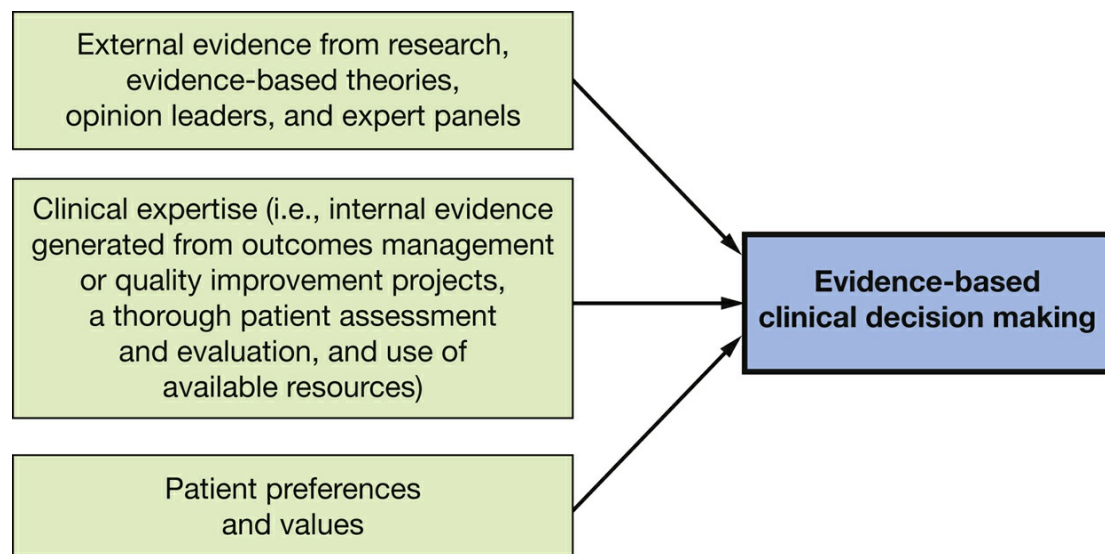 External evidence from research,
evidence-based theories,
opinion leaders, and expert panels
Clinical expertise (i.e., internal evidence
generated from outcomes management
or quality improvement projects,
a thorough patient assessment
and evaluation, and use of
available resources)
Patient preferences
and values
Evidence-based
clinical decision making